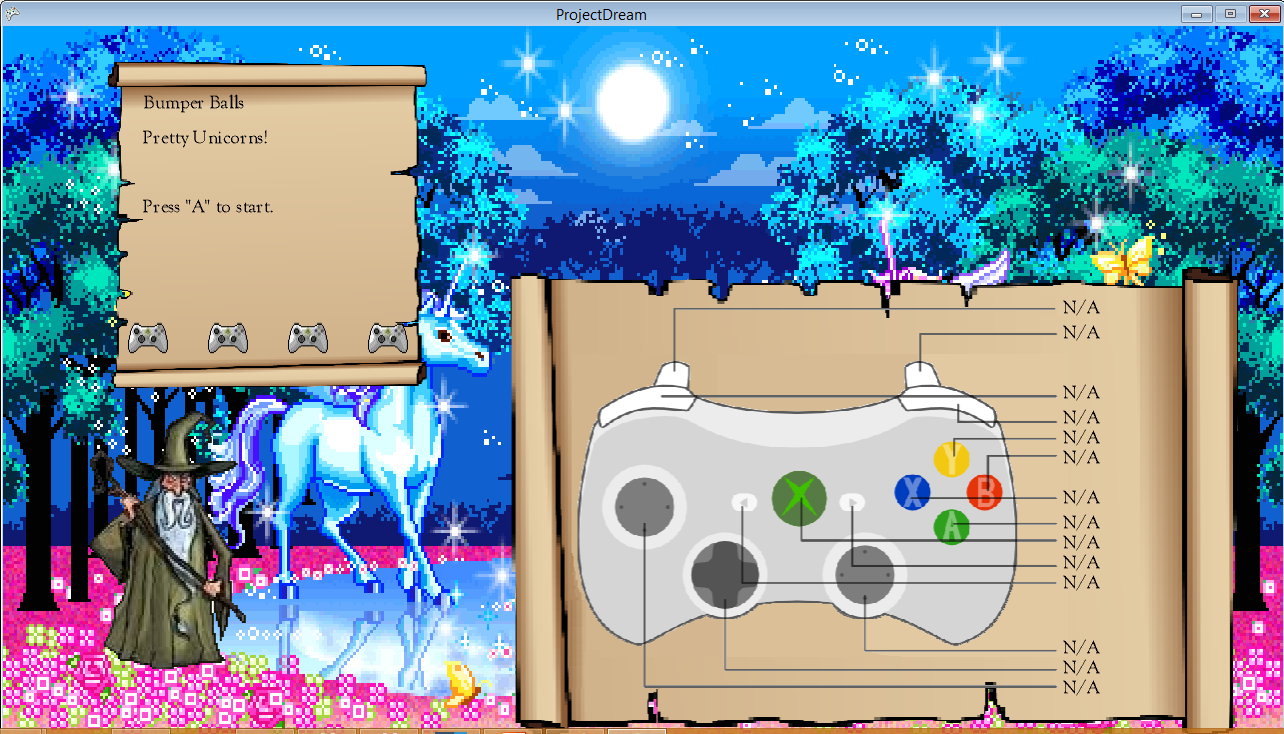 ProjectDream
Bumper Balls
Pretty Unicorns!
Press "A" to start.
N/A
N/A
N/A
N/A
N/A
N/A
N/A
N/A
N/A
N/A
N/A
N/A
N/A
N/A
Y
X
B
A